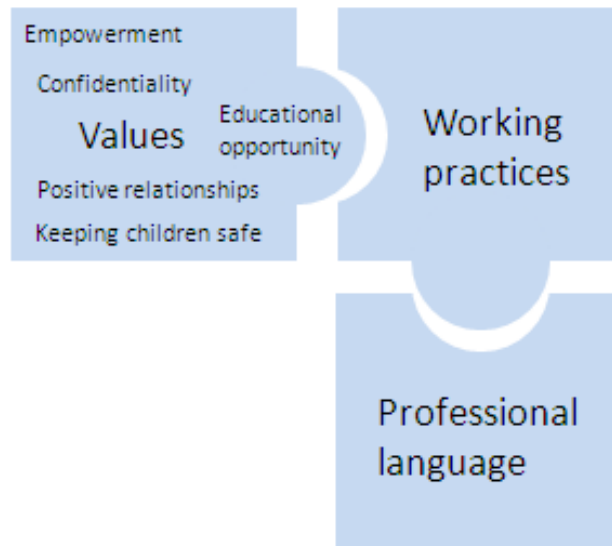 Empowerment
Confidentiality
Values
Educational
opportunity
Positive relationships
Keeping children safe
Working
practices
Professional
language